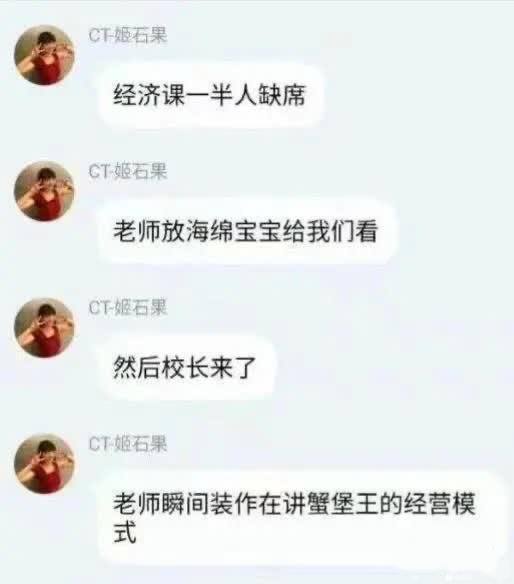 CT-姬石果
经济课一半人缺席
CT-姬石果
老师放海绵宝宝给我们看
CT-姬石果
然后校长来了
CT-姬石果
老师瞬间装作在讲蟹堡王的经营模
式